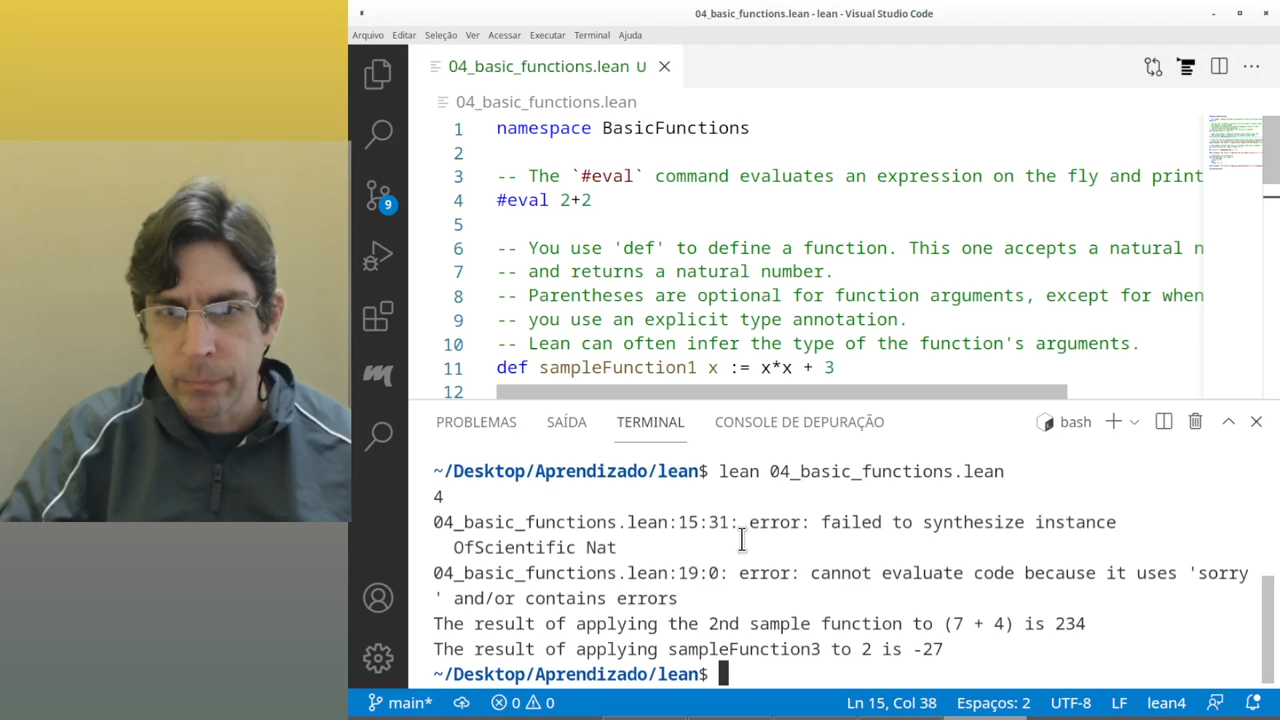 04_basic_functions.lean - lean - Visual Studio Code
Arquivo Editar Seleção Ver Acessar Executar Terminal Ajuda
04_basic_functions.lean U
04_basic_functions.lean
1 namespace BasicFunctions
2
3 -- The `#eval` command evaluates an expression on the fly and print
4 #eval 2+2
5
6 -- You use 'def' to define a function. This one accepts a natural n
7 -- and returns a natural number.
8 -- Parentheses are optional for function arguments, except for when
9 -- you use an explicit type annotation.
10 -- Lean can often infer the type of the function's arguments.
11 def sampleFunction1 x := x*x + 3
12
9
PROBLEMAS SAÍDA TERMINAL CONSOLE DE DEPURAÇÃO bash
~/Desktop/Aprendizado/lean$ lean 04_basic_functions.lean
4
04_basic_functions.lean:15:31: error: failed to synthesize instance
OfScientific Nat
04_basic_functions.lean:19:0: error: cannot evaluate code because it uses 'sorry
' and/or contains errors
The result of applying the 2nd sample function to (7 + 4) is 234
The result of applying sampleFunction3 to 2 is -27
~/Desktop/Aprendizado/lean$
main* 0 0 Ln 15, Col 38 Espaços: 2 UTF-8 LF lean4